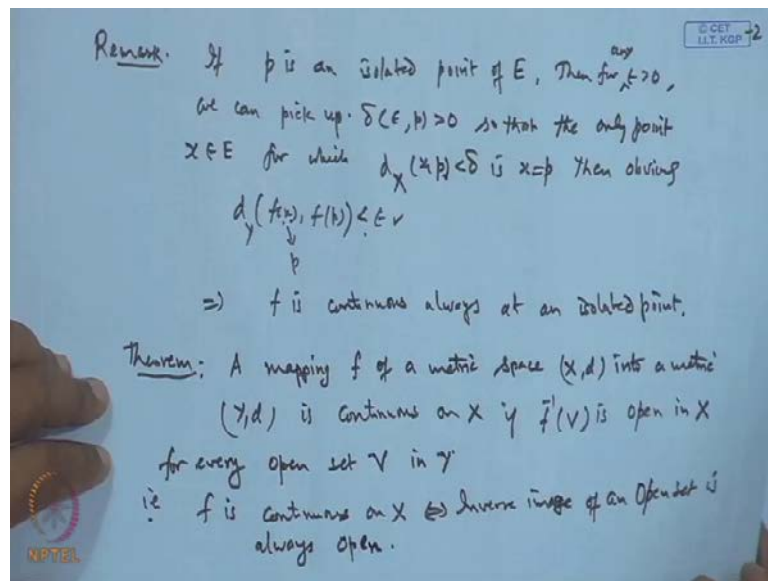 © CET
I.I.T. KGP
-2
Remark. If p is an isolated point of E, Then for any ε>0,
we can pick up. δ(ε,p)>0 so that the only point
x∈E for which d_X(x,p)<δ is x=p then obviously
d_Y(f(x), f(p))<ε ✓
↓
p
⇒ f is continuous always at an isolated point.
Theorem: A mapping f of a metric space (X,d) into a metric
(Y,d) is continuous on X if f⁻¹(V) is open in X
for every open set V in Y
i.e f is continuous on X ⇔ Inverse image of an Open set is
always open.
NPTEL